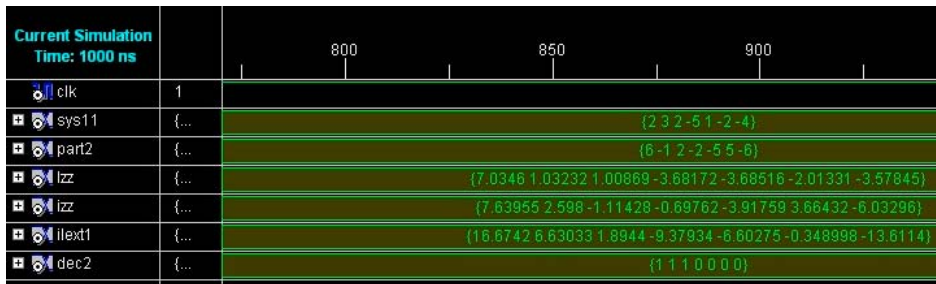 Current Simulation
Time: 1000 ns
800 850 900
clk 1
sys11 {... {2 3 2 -5 1 -2 -4}
part2 {... {6 -1 2 -2 -5 5 -6}
lzz {... {7.0346 1.03232 1.00869 -3.68172 -3.68516 -2.01331 -3.57845}
izz {... {7.63955 2.598 -1.11428 -0.69762 -3.91759 3.66432 -6.03296}
ilext1 {... {16.6742 6.63033 1.8944 -9.37934 -6.60275 -0.348998 -13.6114}
dec2 {... {1 1 1 0 0 0 0}